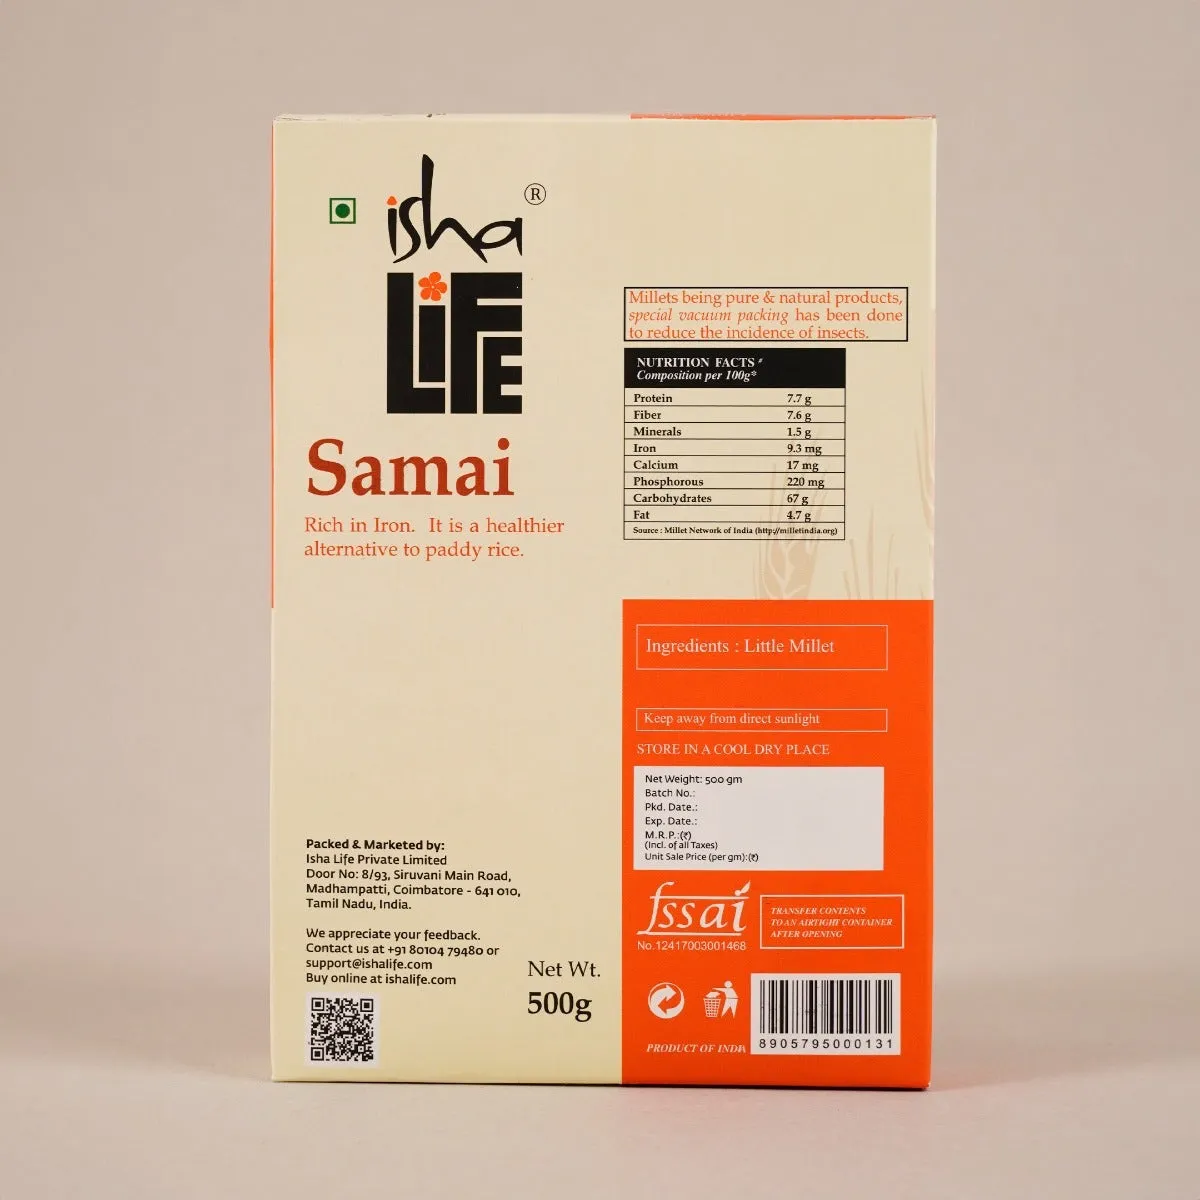 isha ®
LiFE
Samai
Rich in Iron. It is a healthier
alternative to paddy rice.
Millets being pure & natural products,
special vacuum packing has been done
to reduce the incidence of insects.
NUTRITION FACTS #
Composition per 100g*
Protein 7.7 g
Fiber 7.6 g
Minerals 1.5 g
Iron 9.3 mg
Calcium 17 mg
Phosphorous 220 mg
Carbohydrates 67 g
Fat 4.7 g
Source : Millet Network of India (http://milletindia.org)
Ingredients : Little Millet
Keep away from direct sunlight
STORE IN A COOL DRY PLACE
Net Weight: 500 gm
Batch No.:
Pkd. Date.:
Exp. Date.:
M.R.P.:(₹)
(Incl. of all Taxes)
Unit Sale Price (per gm):(₹)
fssai
No.12417003001468
TRANSFER CONTENTS
TO AN AIRTIGHT CONTAINER
AFTER OPENING
PRODUCT OF INDIA
8905795000131
Packed & Marketed by:
Isha Life Private Limited
Door No: 8/93, Siruvani Main Road,
Madhampatti, Coimbatore - 641 010,
Tamil Nadu, India.
We appreciate your feedback.
Contact us at +91 80104 79480 or
support@ishalife.com
Buy online at ishalife.com
Net Wt.
500g